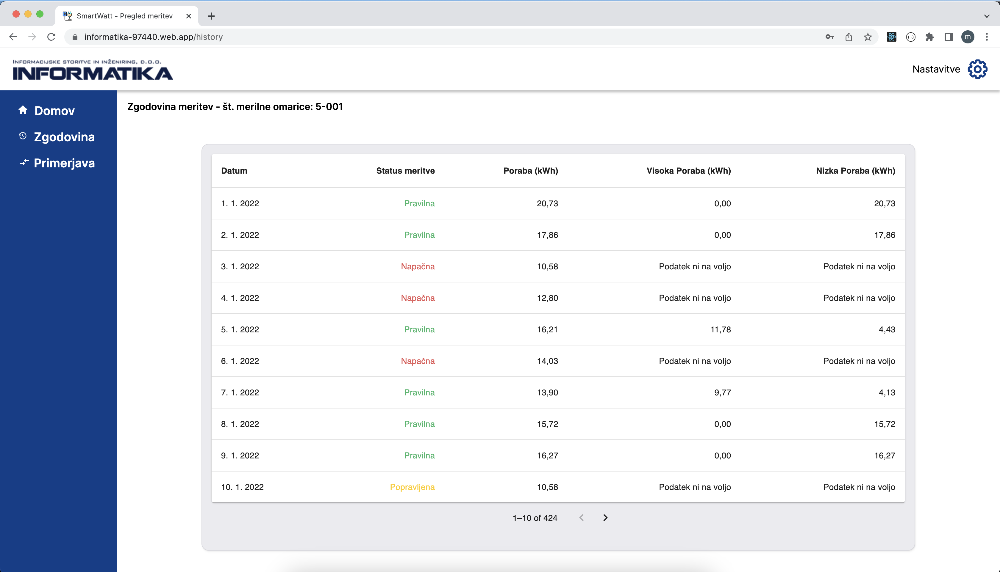 SmartWatt - Pregled meritev
informatika-97440.web.app/history
m
INFORMACIJSKE STORITVE IN INŽENIRING, D.O.O.
INFORMATIKA
Nastavitve
Domov
Zgodovina
Primerjava
Zgodovina meritev - št. merilne omarice: 5-001
Datum Status meritve Poraba (kWh) Visoka Poraba (kWh) Nizka Poraba (kWh)
1. 1. 2022 Pravilna 20,73 0,00 20,73
2. 1. 2022 Pravilna 17,86 0,00 17,86
3. 1. 2022 Napačna 10,58 Podatek ni na voljo Podatek ni na voljo
4. 1. 2022 Napačna 12,80 Podatek ni na voljo Podatek ni na voljo
5. 1. 2022 Pravilna 16,21 11,78 4,43
6. 1. 2022 Napačna 14,03 Podatek ni na voljo Podatek ni na voljo
7. 1. 2022 Pravilna 13,90 9,77 4,13
8. 1. 2022 Pravilna 15,72 0,00 15,72
9. 1. 2022 Pravilna 16,27 0,00 16,27
10. 1. 2022 Popravljena 10,58 Podatek ni na voljo Podatek ni na voljo
1–10 of 424